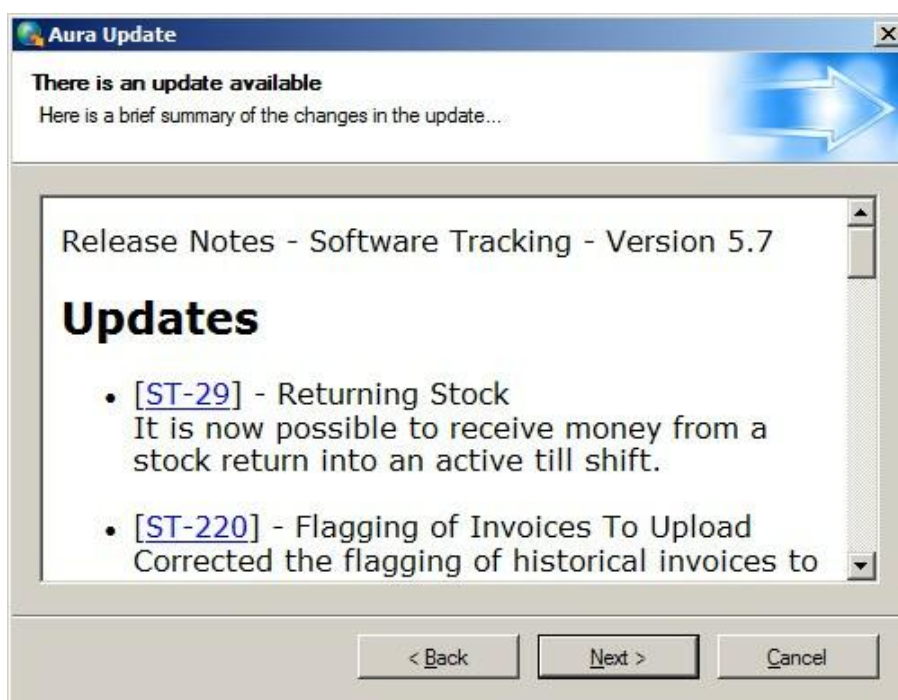 Aura Update
There is an update available
Here is a brief summary of the changes in the update...
Release Notes - Software Tracking - Version 5.7
Updates
• [ST-29] - Returning Stock
It is now possible to receive money from a
stock return into an active till shift.
• [ST-220] - Flagging of Invoices To Upload
Corrected the flagging of historical invoices to
< Back
Next >
Cancel